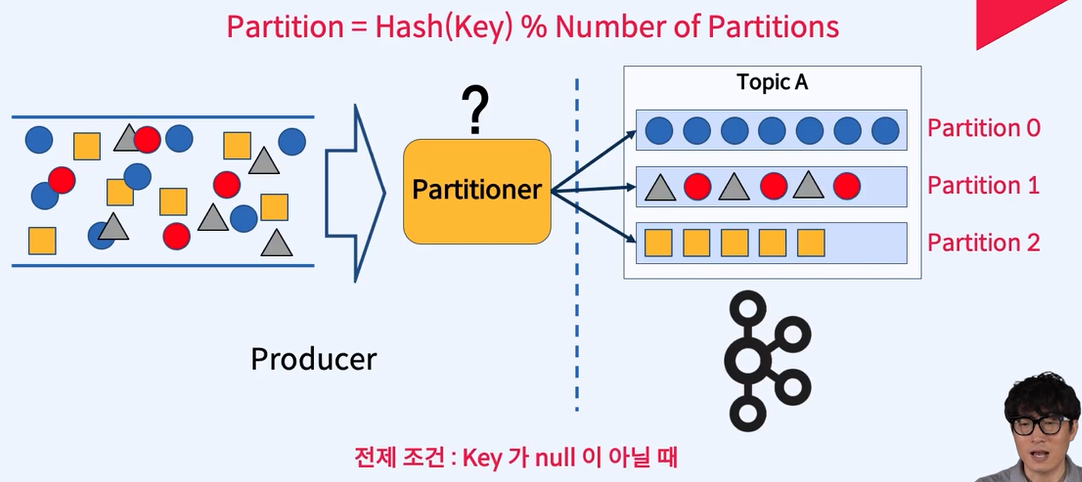 Partition = Hash(Key) % Number of Partitions
?
Partitioner
Topic A
Partition 0
Partition 1
Partition 2
Producer
전제 조건 : Key 가 null 이 아닐 때